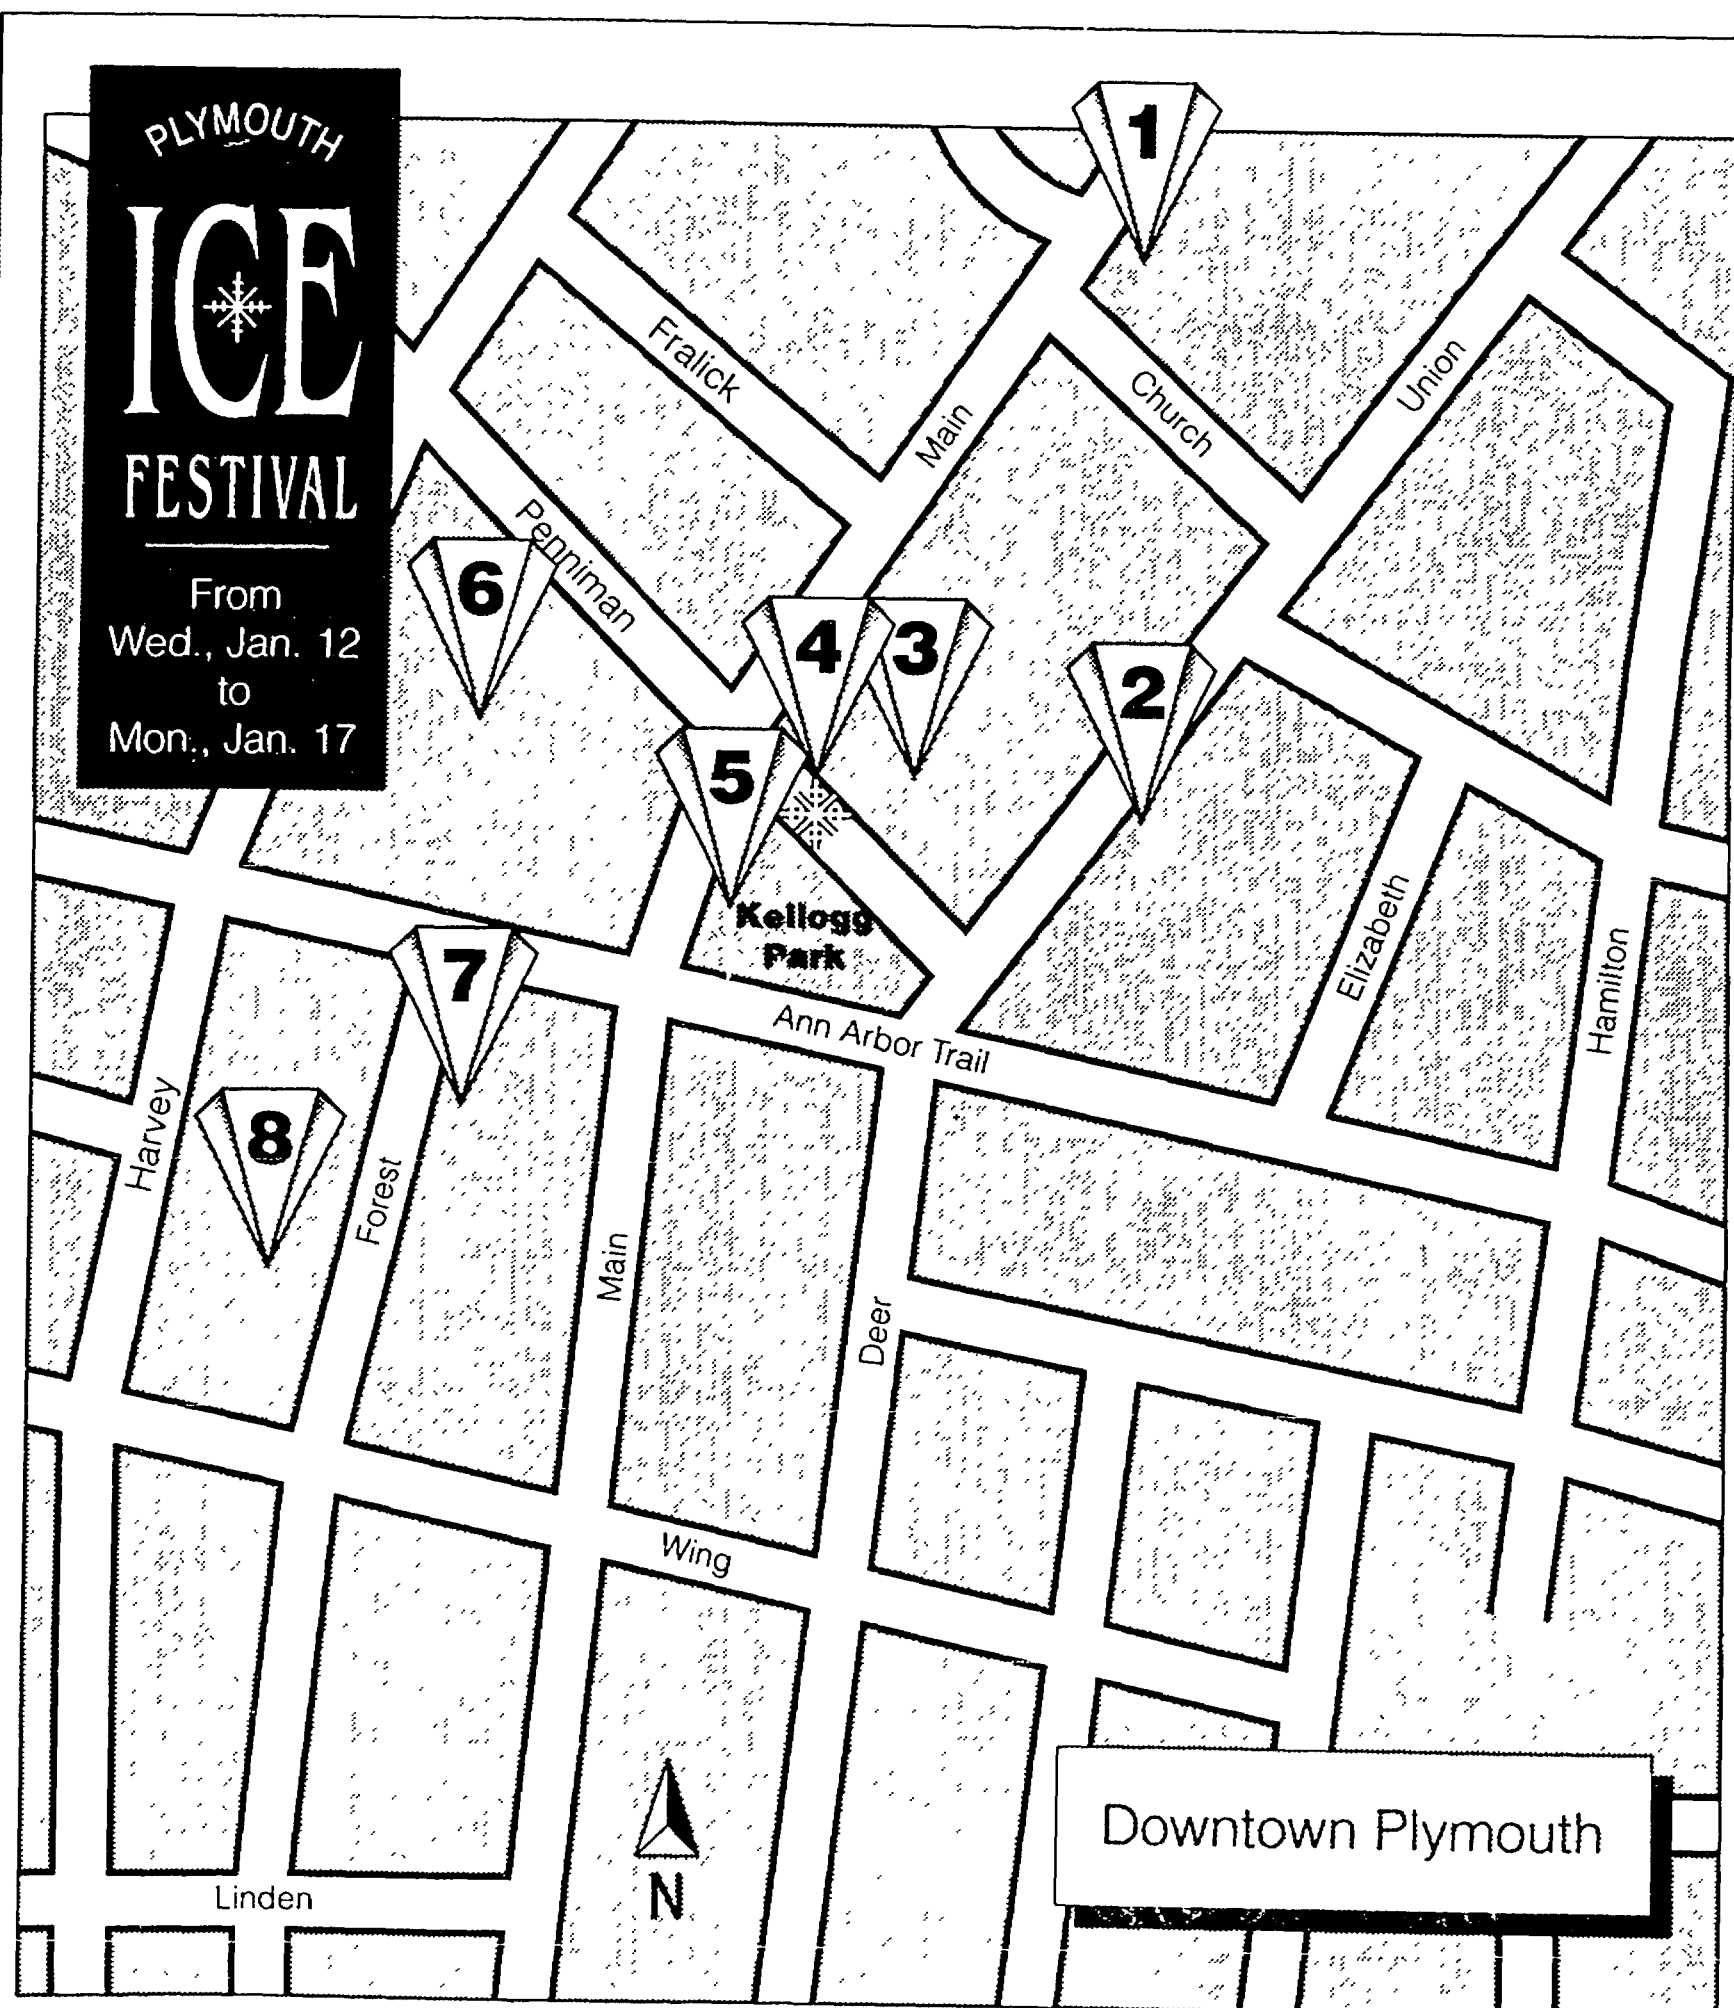 PLYMOUTH
ICE
FESTIVAL
From
Wed., Jan. 12
to
Mon., Jan. 17
1
Fralick
Main
Church
Union
Penniman
6
4
3
2
5
Kellogg
Park
Elizabeth
Hamilton
7
Ann Arbor Trail
Harvey
8
Forest
Main
Deer
Wing
N
Downtown Plymouth
Linden